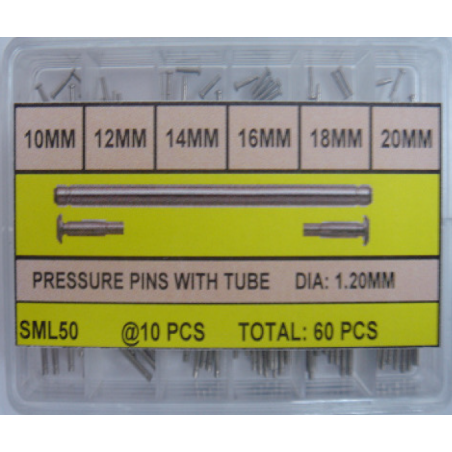 10MM 12MM 14MM 16MM 18MM 20MM
PRESSURE PINS WITH TUBE DIA: 1.20MM
SML50 @10 PCS TOTAL: 60 PCS